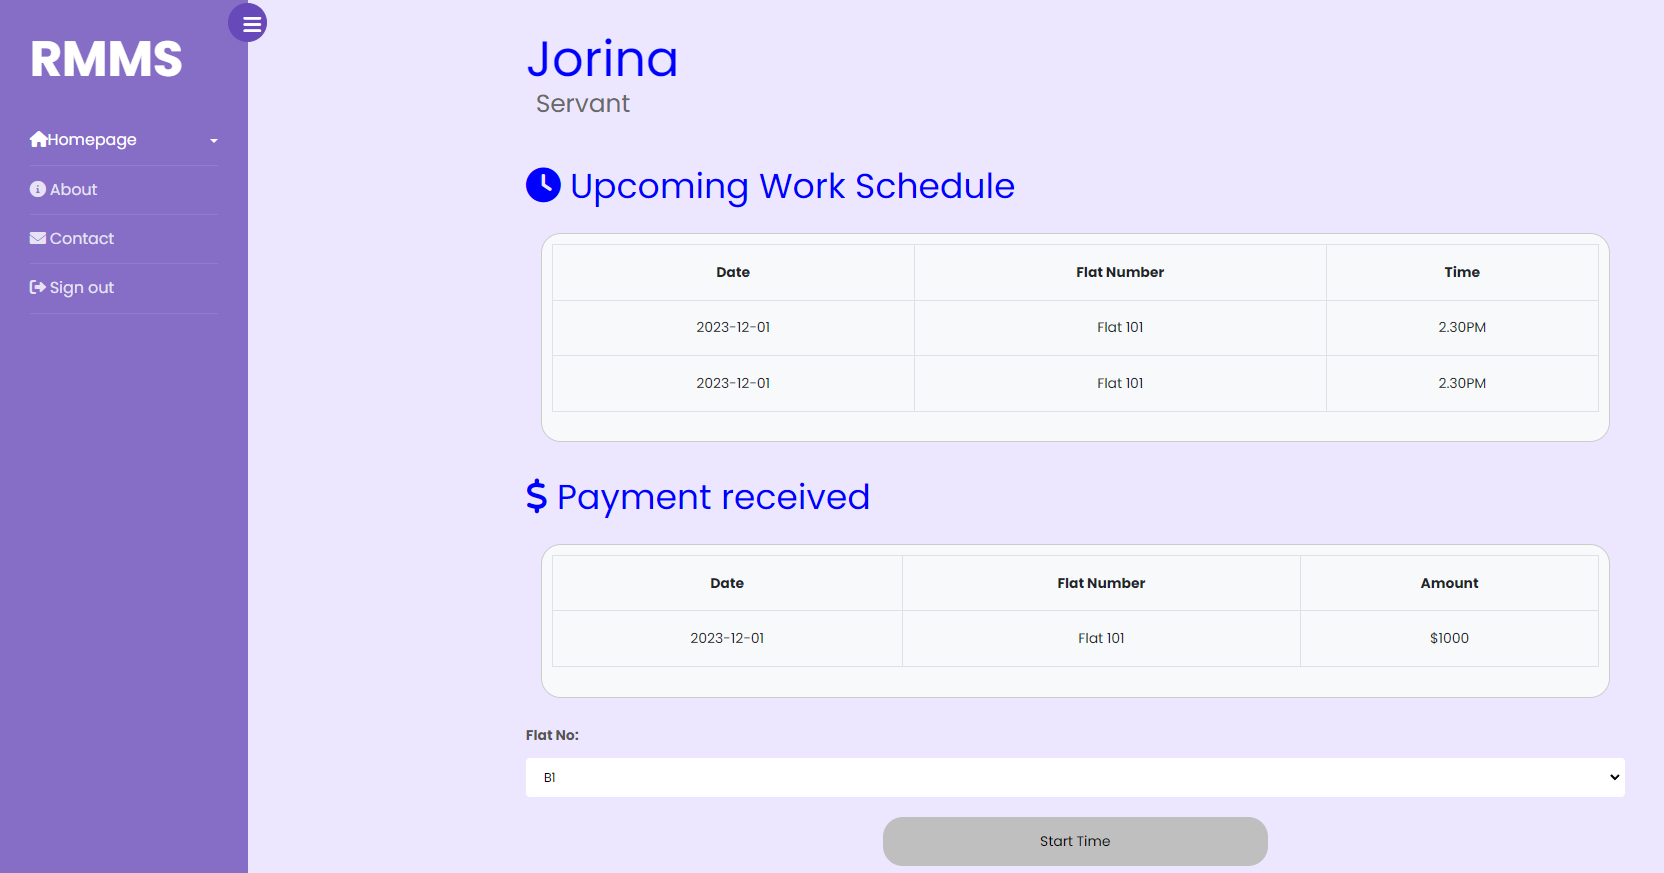 RMMS
Homepage
About
Contact
Sign out
Jorina
Servant
Upcoming Work Schedule
Date Flat Number Time
2023-12-01 Flat 101 2.30PM
2023-12-01 Flat 101 2.30PM
$ Payment received
Date Flat Number Amount
2023-12-01 Flat 101 $1000
Flat No:
B1
Start Time